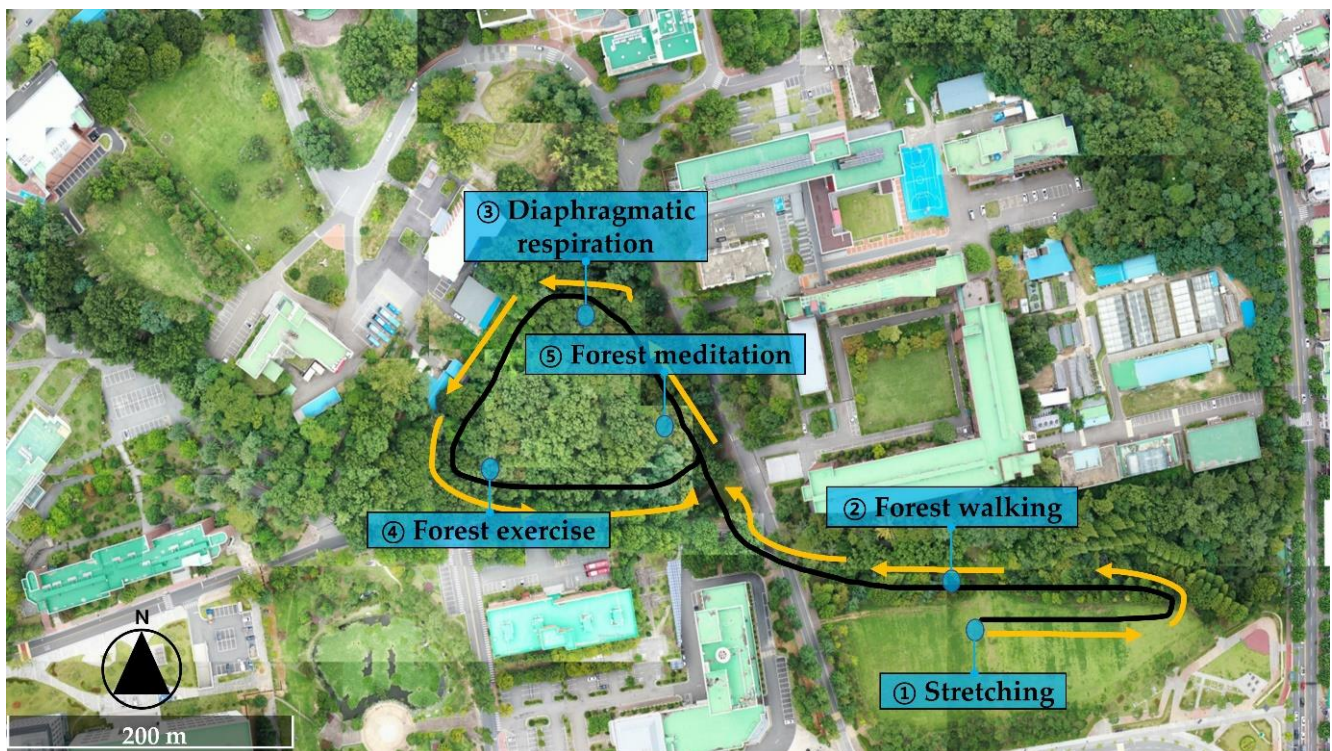 ③ Diaphragmatic
respiration
⑤ Forest meditation
② Forest walking
④ Forest exercise
① Stretching
N
200 m